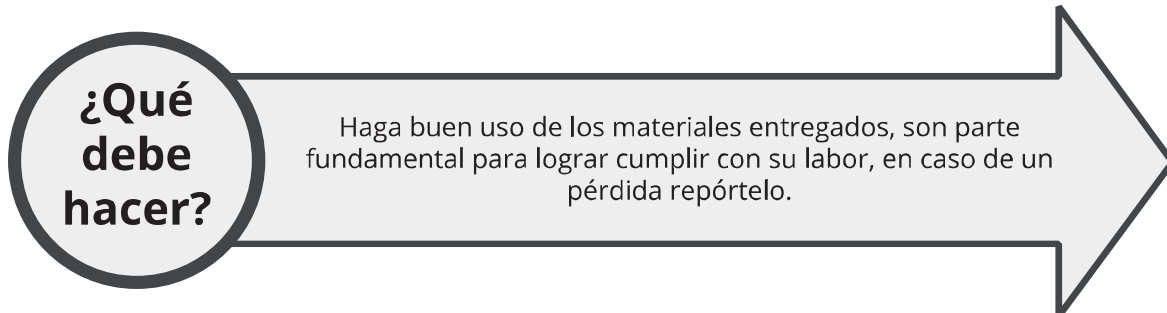 ¿Qué
debe
hacer?
Haga buen uso de los materiales entregados, son parte
fundamental para lograr cumplir con su labor, en caso de un
pérdida repórtelo.